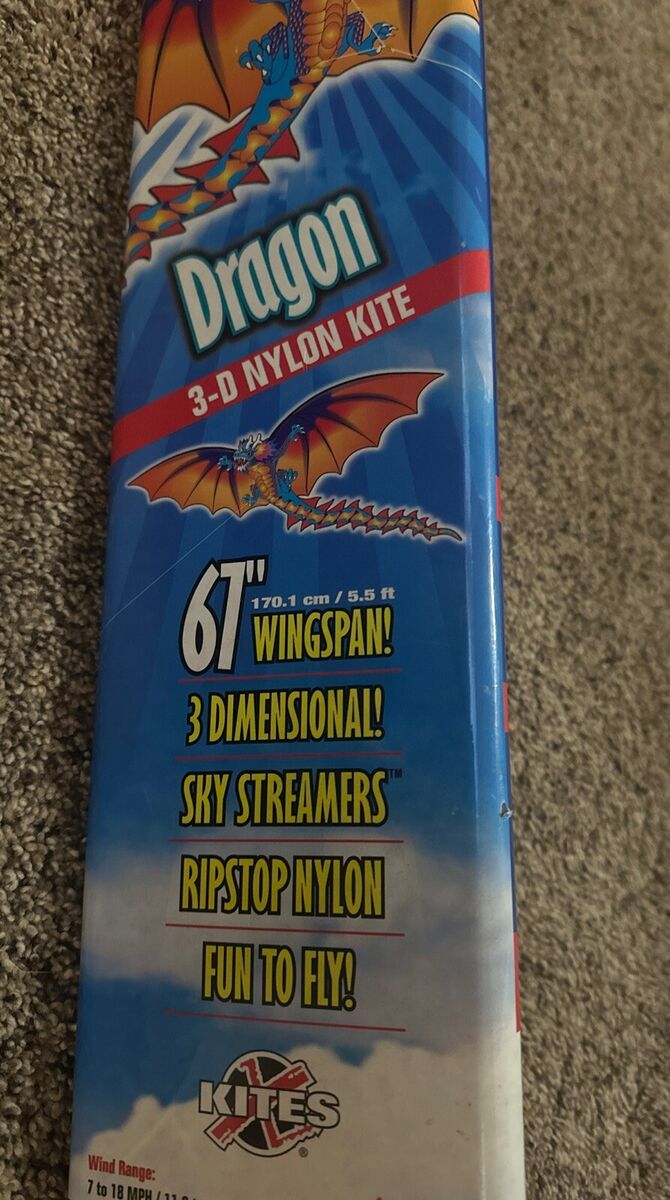 Dragon
3-D NYLON KITE
67"
170.1 cm / 5.5 ft
WINGSPAN!
3 DIMENSIONAL!
SKY STREAMERS™
RIPSTOP NYLON
FUN TO FLY!
X KITES®
Wind Range:
7 to 18 MPH /